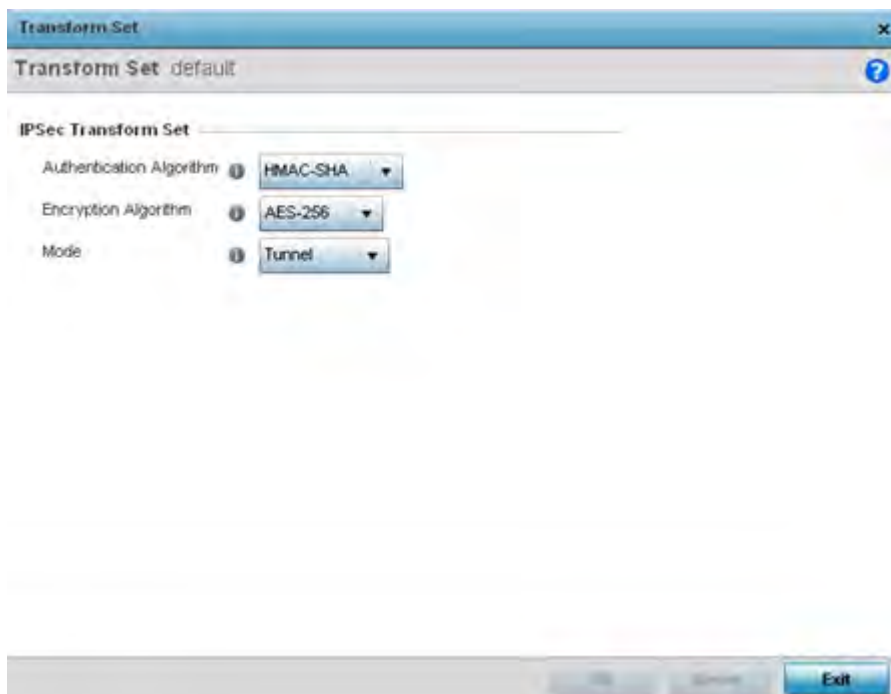 Transform Set
Transform Set default
IPSec Transform Set
Authentication Algorithm HMAC-SHA
Encryption Algorithm AES-256
Mode Tunnel
Exit